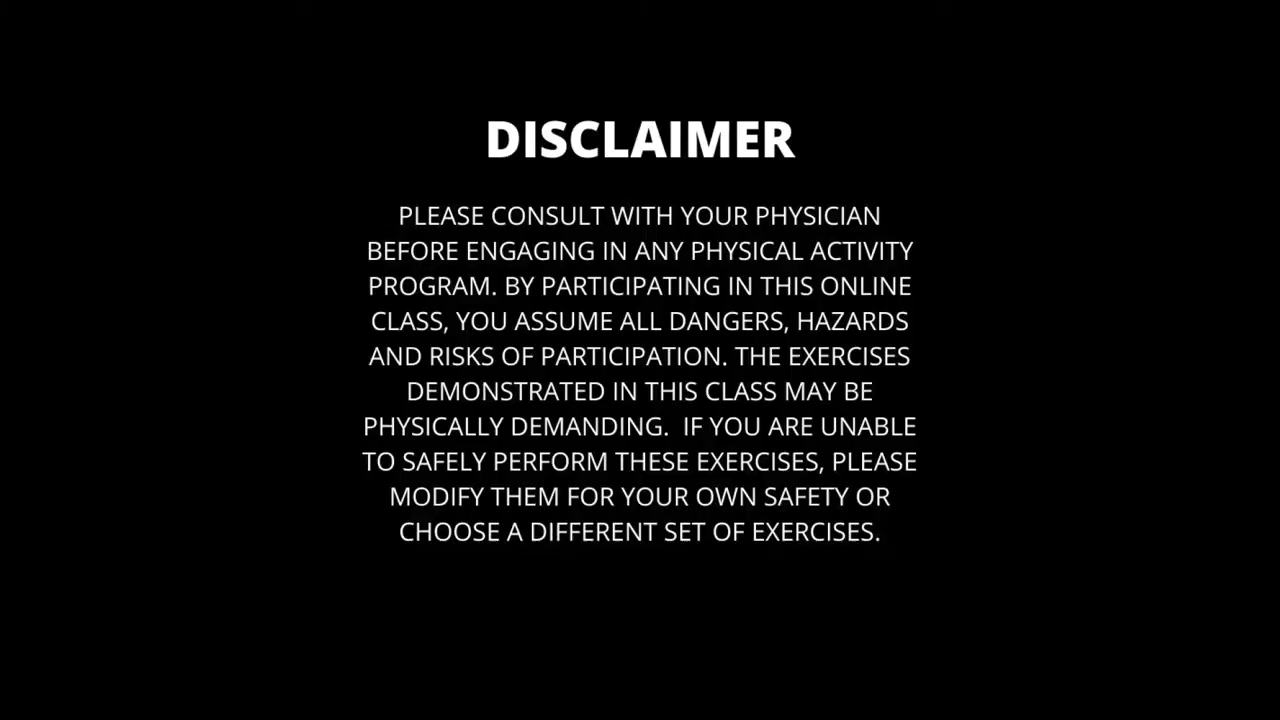 DISCLAIMER
PLEASE CONSULT WITH YOUR PHYSICIAN
BEFORE ENGAGING IN ANY PHYSICAL ACTIVITY
PROGRAM. BY PARTICIPATING IN THIS ONLINE
CLASS, YOU ASSUME ALL DANGERS, HAZARDS
AND RISKS OF PARTICIPATION. THE EXERCISES
DEMONSTRATED IN THIS CLASS MAY BE
PHYSICALLY DEMANDING.  IF YOU ARE UNABLE
TO SAFELY PERFORM THESE EXERCISES, PLEASE
MODIFY THEM FOR YOUR OWN SAFETY OR
CHOOSE A DIFFERENT SET OF EXERCISES.